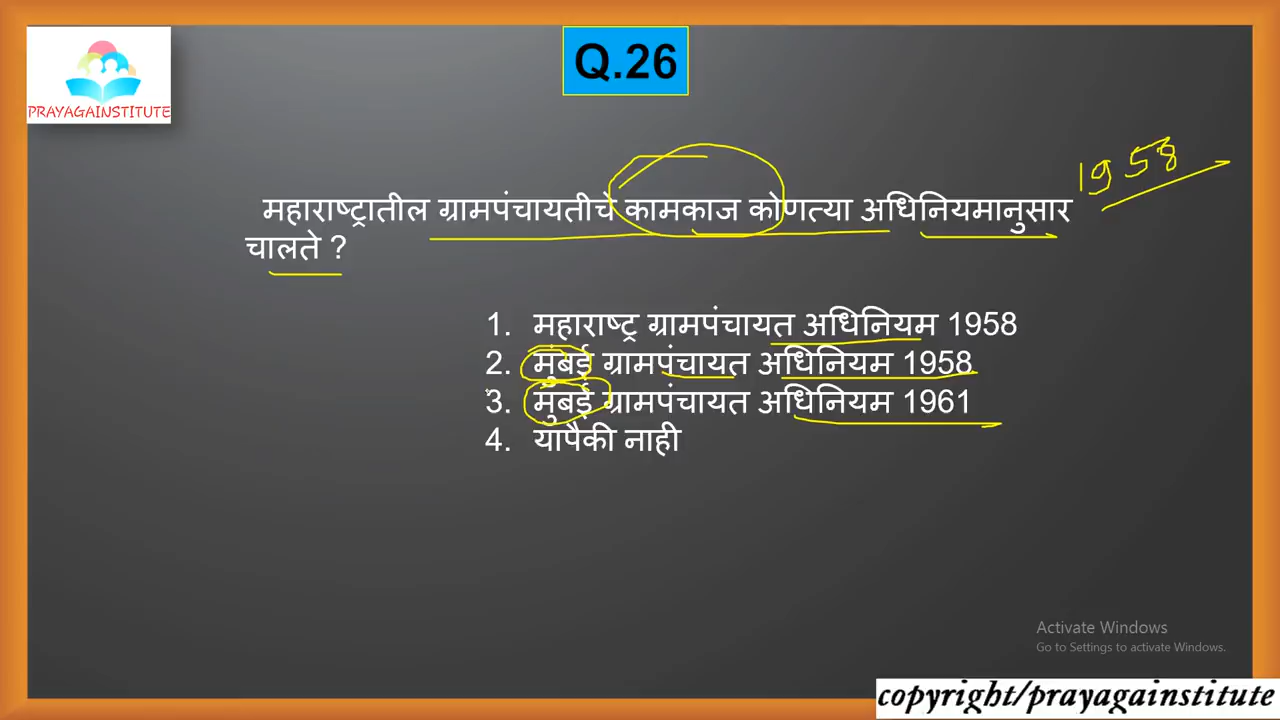 PRAYAGAINSTITUTE
Q.26
1958
महाराष्ट्रातील ग्रामपंचायतीचे कामकाज कोणत्या अधिनियमानुसार
चालते ?
1. महाराष्ट्र ग्रामपंचायत अधिनियम 1958
2. मुंबई ग्रामपंचायत अधिनियम 1958
3. मुंबई ग्रामपंचायत अधिनियम 1961
4. यापैकी नाही
Activate Windows
Go to Settings to activate Windows.
copyright/prayagainstitute